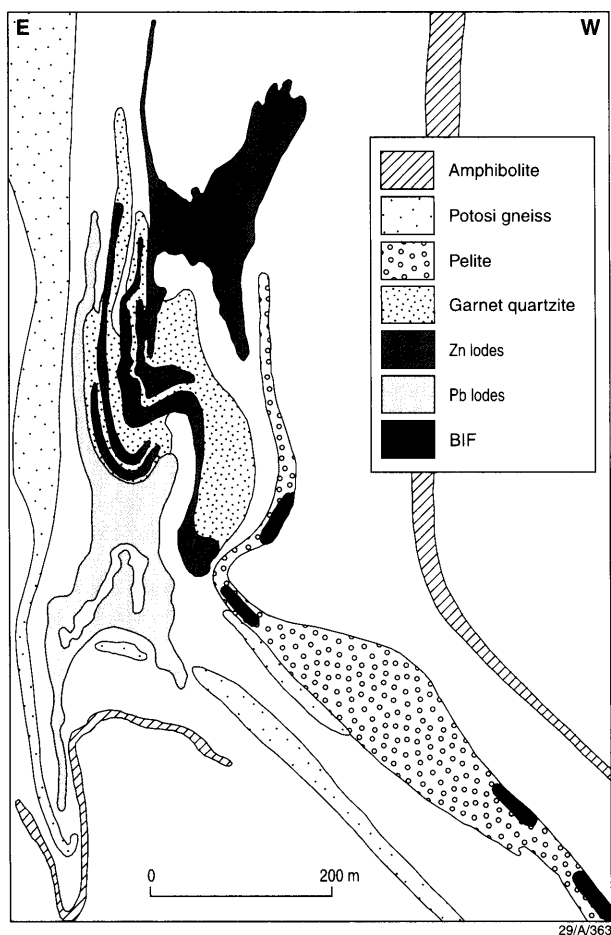 E
W
Amphibolite
Potosi gneiss
Pelite
Garnet quartzite
Zn lodes
Pb lodes
BIF
0
200 m
29/A/363